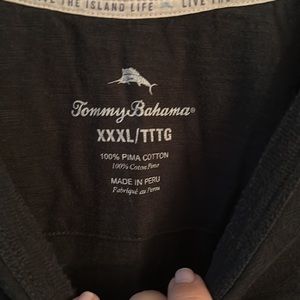 VE THE ISLAND LIFE
LIVE THE
Tommy Bahama®
XXXL/TTTG
100% PIMA COTTON
100% Coton Pima
MADE IN PERU
Fabriqué au Pérou